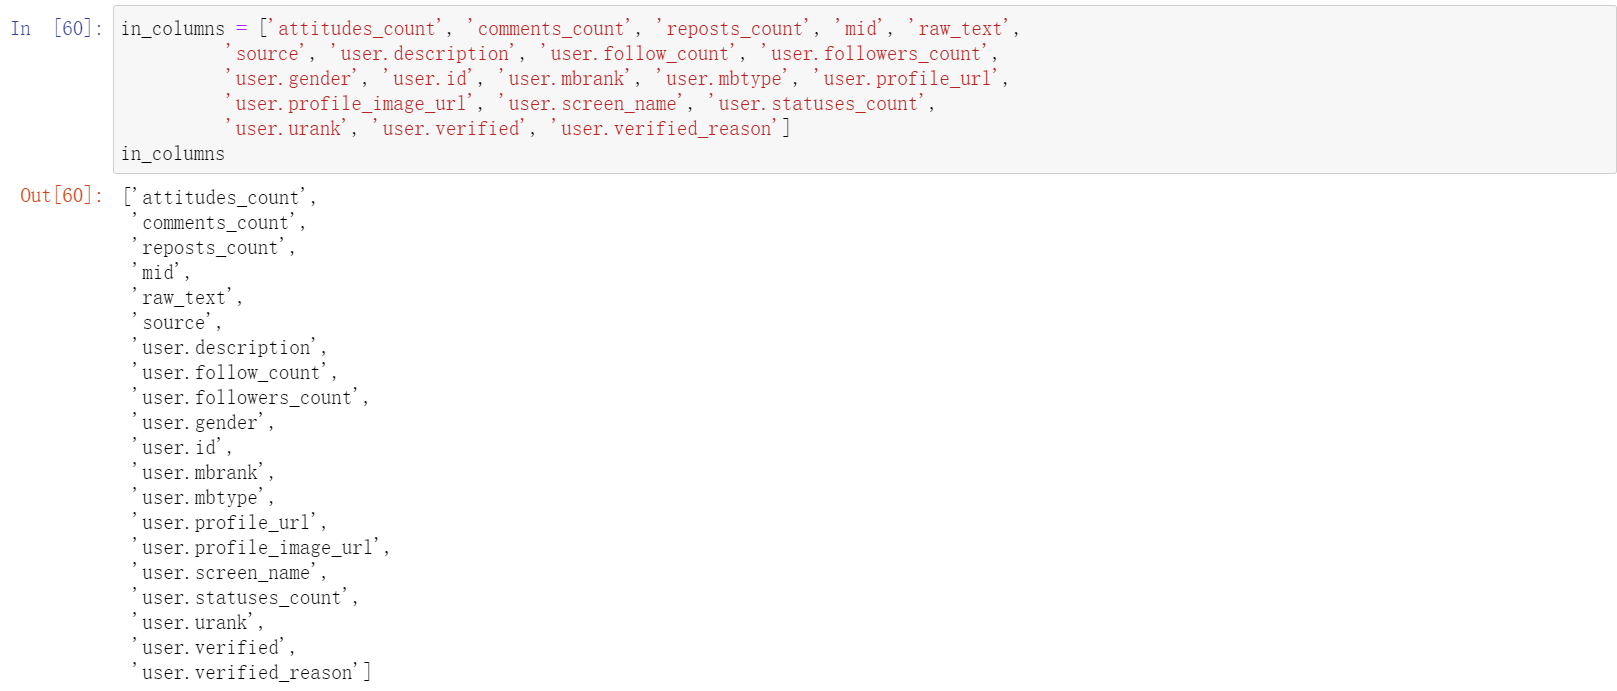 In [60]: in_columns = ['attitudes_count', 'comments_count', 'reposts_count', 'mid', 'raw_text',
'source', 'user.description', 'user.follow_count', 'user.followers_count',
'user.gender', 'user.id', 'user.mbrank', 'user.mbtype', 'user.profile_url',
'user.profile_image_url', 'user.screen_name', 'user.statuses_count',
'user.urank', 'user.verified', 'user.verified_reason']
in_columns
Out[60]: ['attitudes_count',
'comments_count',
'reposts_count',
'mid',
'raw_text',
'source',
'user.description',
'user.follow_count',
'user.followers_count',
'user.gender',
'user.id',
'user.mbrank',
'user.mbtype',
'user.profile_url',
'user.profile_image_url',
'user.screen_name',
'user.statuses_count',
'user.urank',
'user.verified',
'user.verified_reason']